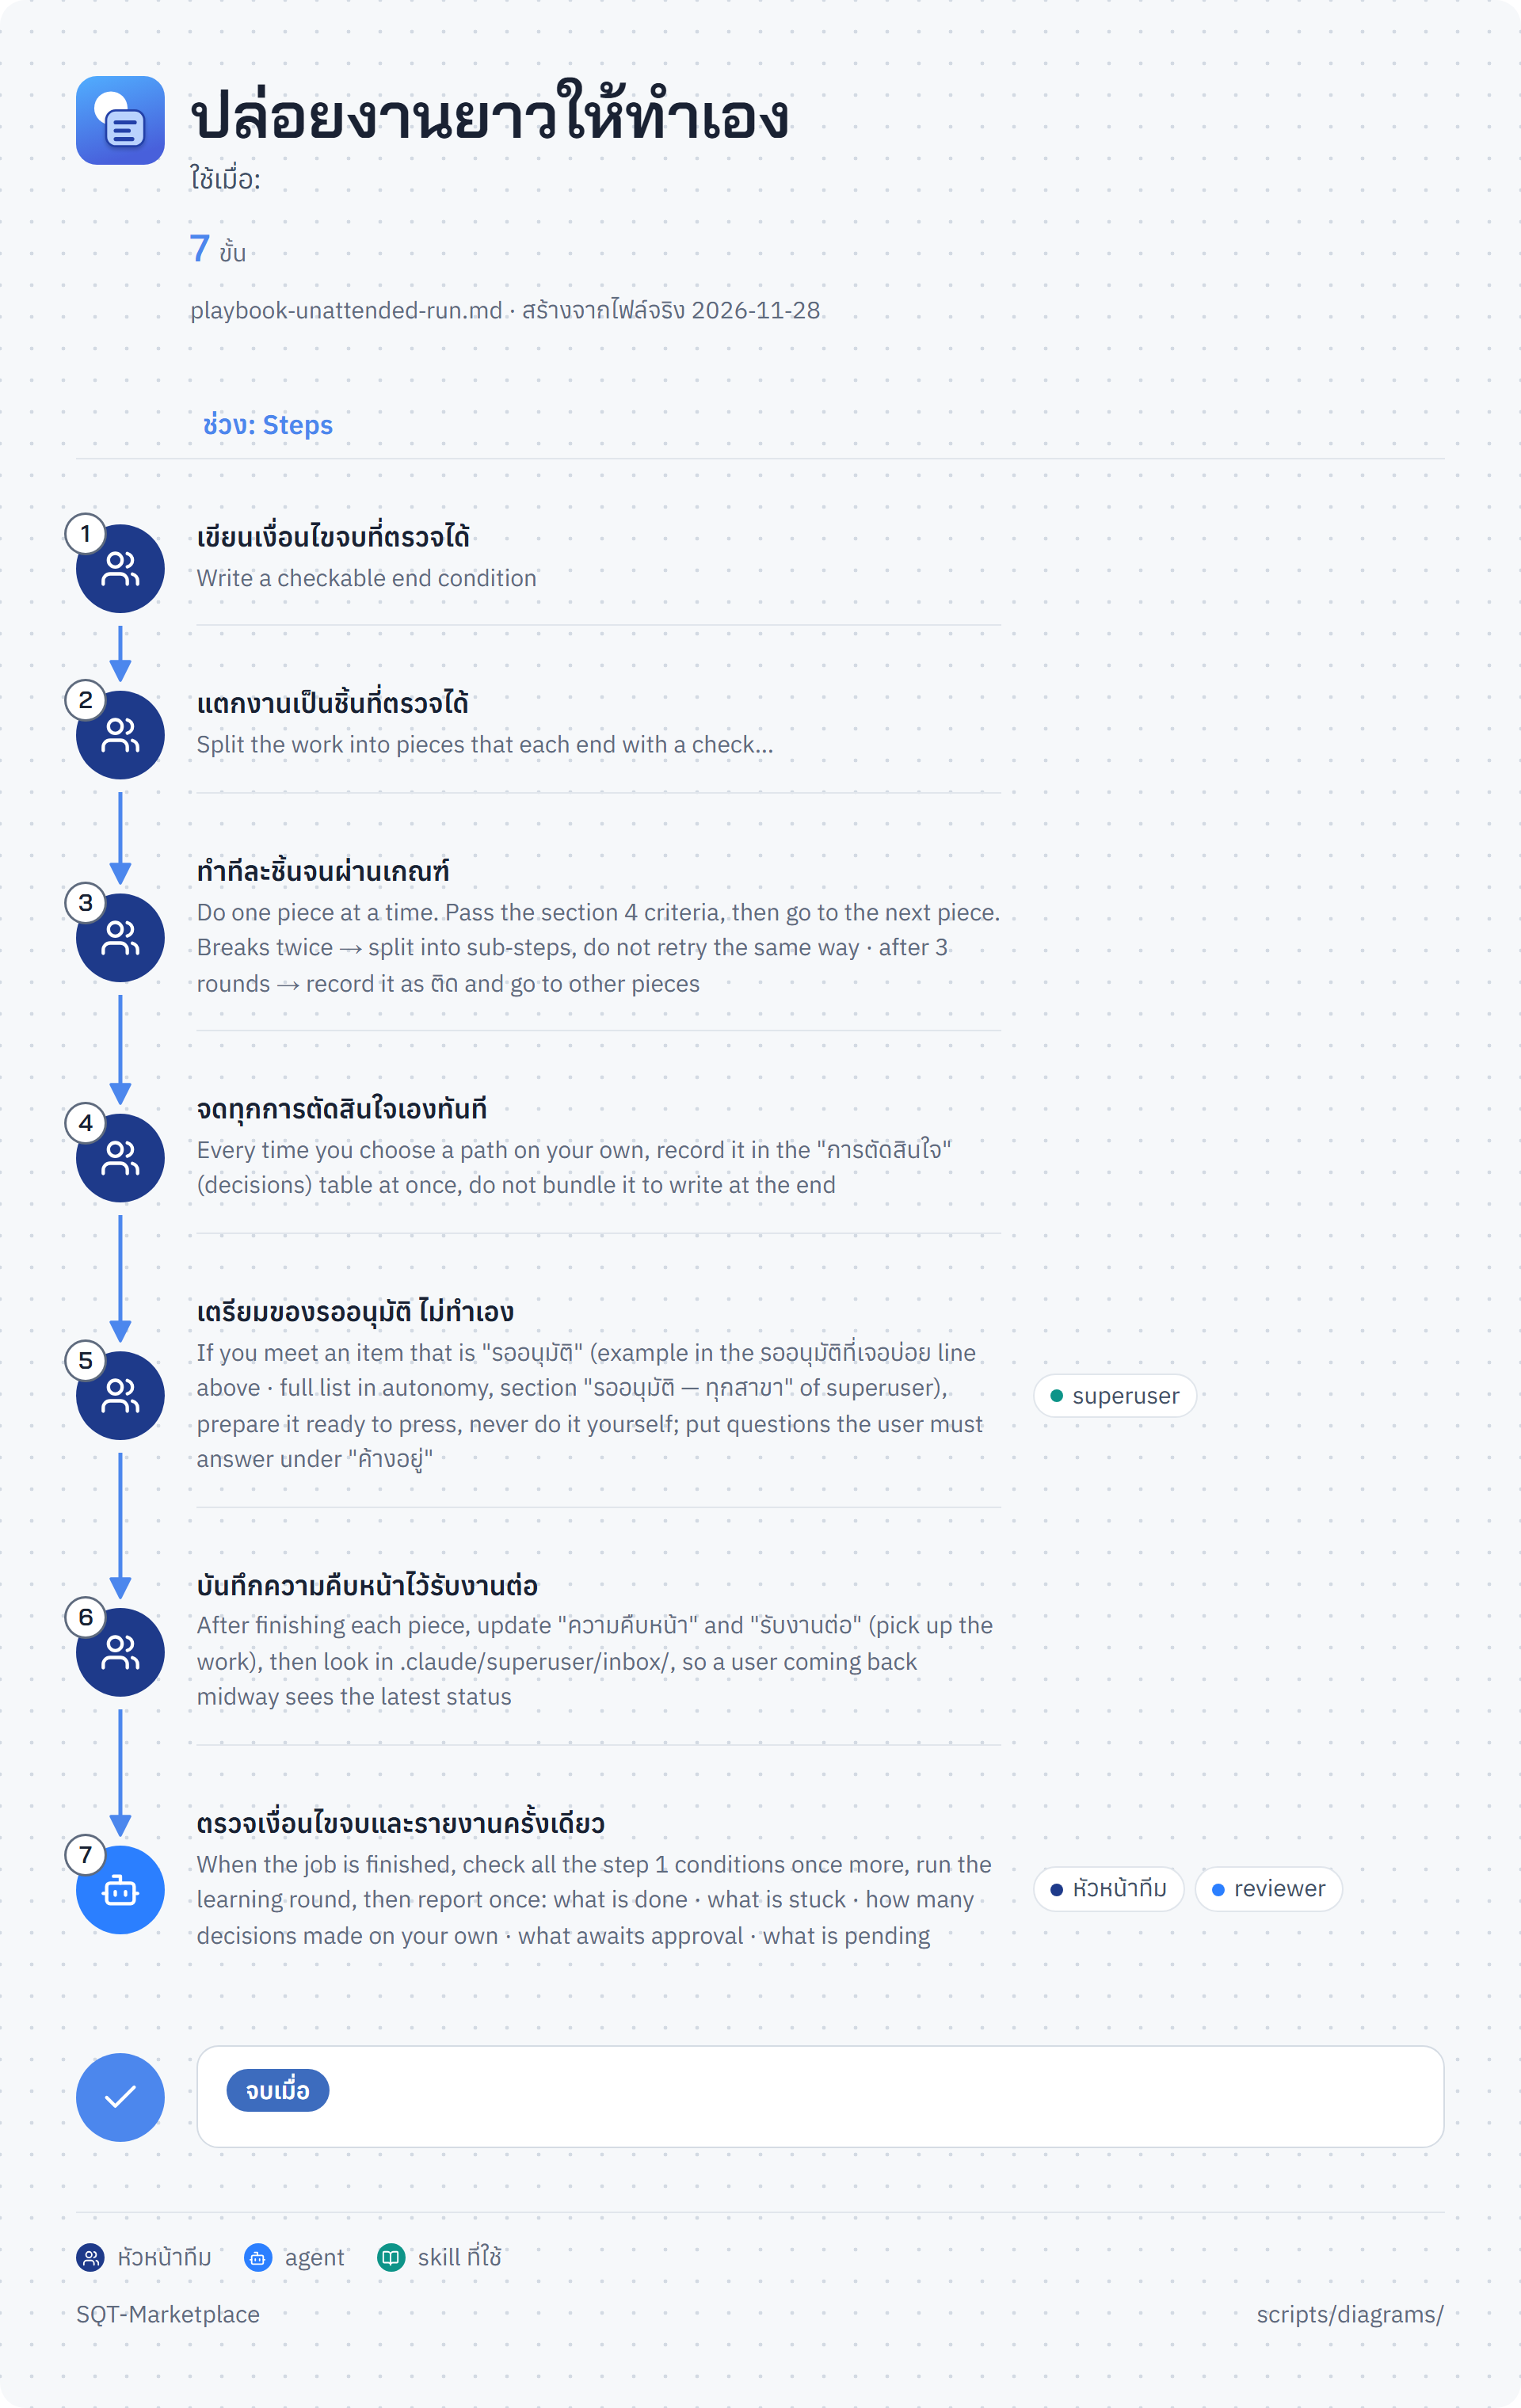 ปล่อยงานยาวให้ทำเอง
ใช้เมื่อ:
7 ขั้น
playbook-unattended-run.md · สร้างจากไฟล์จริง 2026-11-28
ช่วง: Steps
1
เขียนเงื่อนไขจบที่ตรวจได้
Write a checkable end condition
2
แตกงานเป็นชิ้นที่ตรวจได้
Split the work into pieces that each end with a check...
3
ทำทีละชิ้นจนผ่านเกณฑ์
Do one piece at a time. Pass the section 4 criteria, then go to the next piece.
Breaks twice → split into sub-steps, do not retry the same way · after 3
rounds → record it as ติด and go to other pieces
4
จดทุกการตัดสินใจเองทันที
Every time you choose a path on your own, record it in the "การตัดสินใจ"
(decisions) table at once, do not bundle it to write at the end
5
เตรียมของรออนุมัติ ไม่ทำเอง
If you meet an item that is "รออนุมัติ" (example in the รออนุมัติที่เจอบ่อย line
above · full list in autonomy, section "รออนุมัติ — ทุกสาขา" of superuser),
prepare it ready to press, never do it yourself; put questions the user must
answer under "ค้างอยู่"
superuser
6
บันทึกความคืบหน้าไว้รับงานต่อ
After finishing each piece, update "ความคืบหน้า" and "รับงานต่อ" (pick up the
work), then look in .claude/superuser/inbox/, so a user coming back
midway sees the latest status
7
ตรวจเงื่อนไขจบและรายงานครั้งเดียว
When the job is finished, check all the step 1 conditions once more, run the
learning round, then report once: what is done · what is stuck · how many
decisions made on your own · what awaits approval · what is pending
หัวหน้าทีม reviewer
จบเมื่อ
หัวหน้าทีม agent skill ที่ใช้
SQT-Marketplace scripts/diagrams/